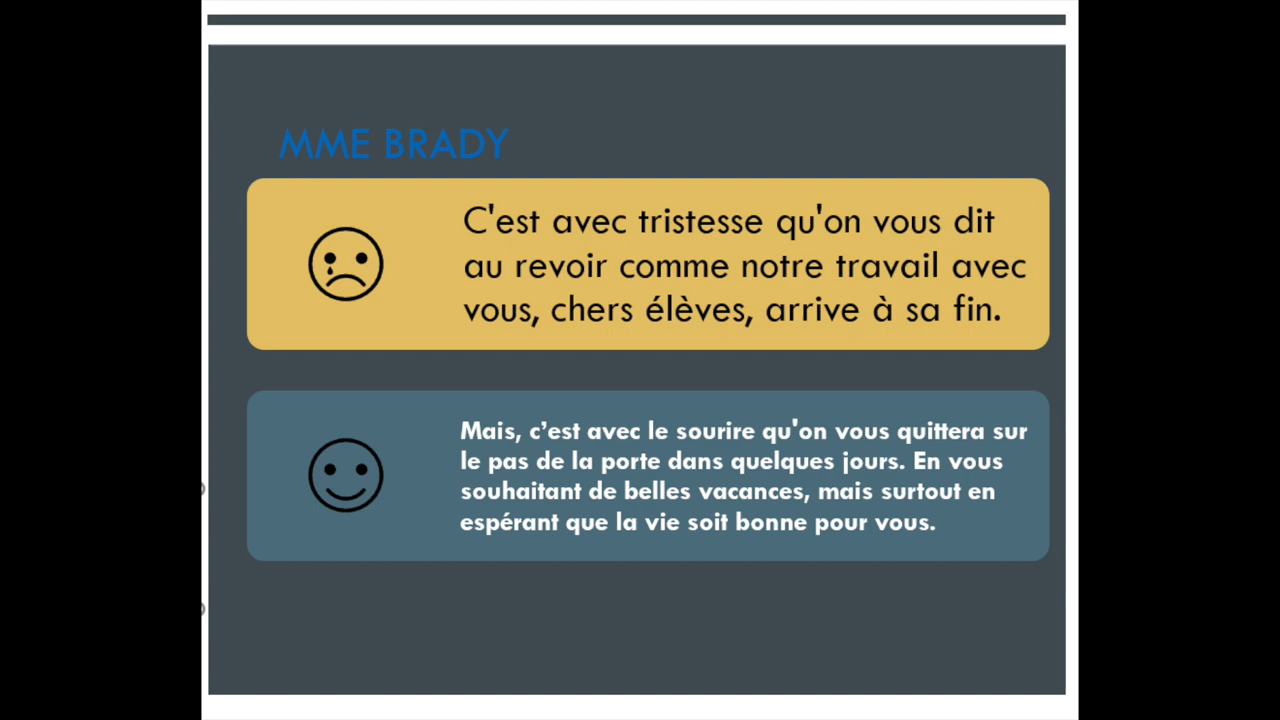 MME BRADY
C'est avec tristesse qu'on vous dit
au revoir comme notre travail avec
vous, chers élèves, arrive à sa fin.
Mais, c’est avec le sourire qu'on vous quittera sur
le pas de la porte dans quelques jours. En vous
souhaitant de belles vacances, mais surtout en
espérant que la vie soit bonne pour vous.